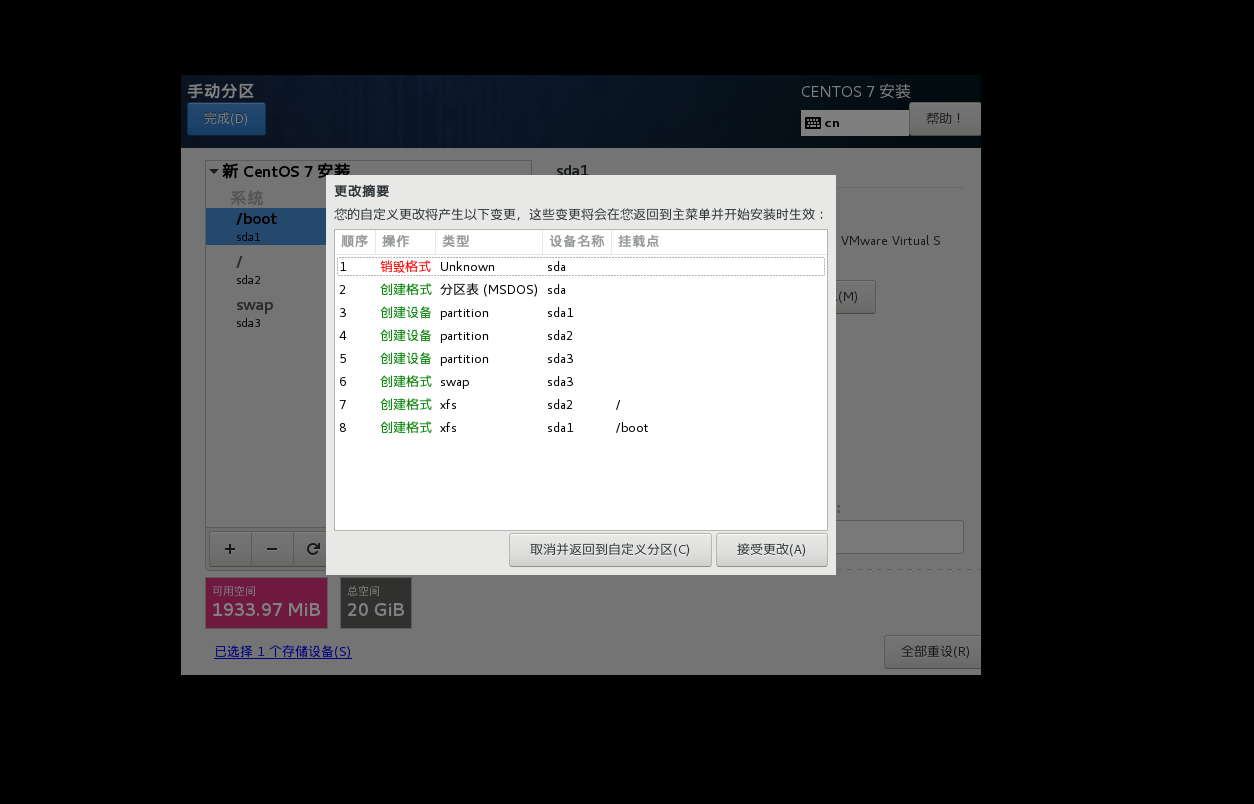 手动分区
CENTOS 7 安装
完成(D)
cn
帮助！
新 CentOS 7 安装
sda1
系统
/boot
sda1
/
sda2
swap
sda3
VMware Virtual S
(M)
更改摘要
您的自定义更改将产生以下变更，这些变更将会在您返回到主菜单并开始安装时生效：
顺序 操作 类型 设备名称 挂载点
1 销毁格式 Unknown sda
2 创建格式 分区表 (MSDOS) sda
3 创建设备 partition sda1
4 创建设备 partition sda2
5 创建设备 partition sda3
6 创建格式 swap sda3
7 创建格式 xfs sda2 /
8 创建格式 xfs sda1 /boot
取消并返回到自定义分区(C) 接受更改(A)
+ −
可用空间
1933.97 MiB
总空间
20 GiB
已选择 1 个存储设备(S)
全部重设(R)